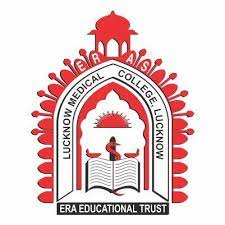 ERAS
LUCKNOW MEDICAL COLLEGE, LUCKNOW
ERA EDUCATIONAL TRUST